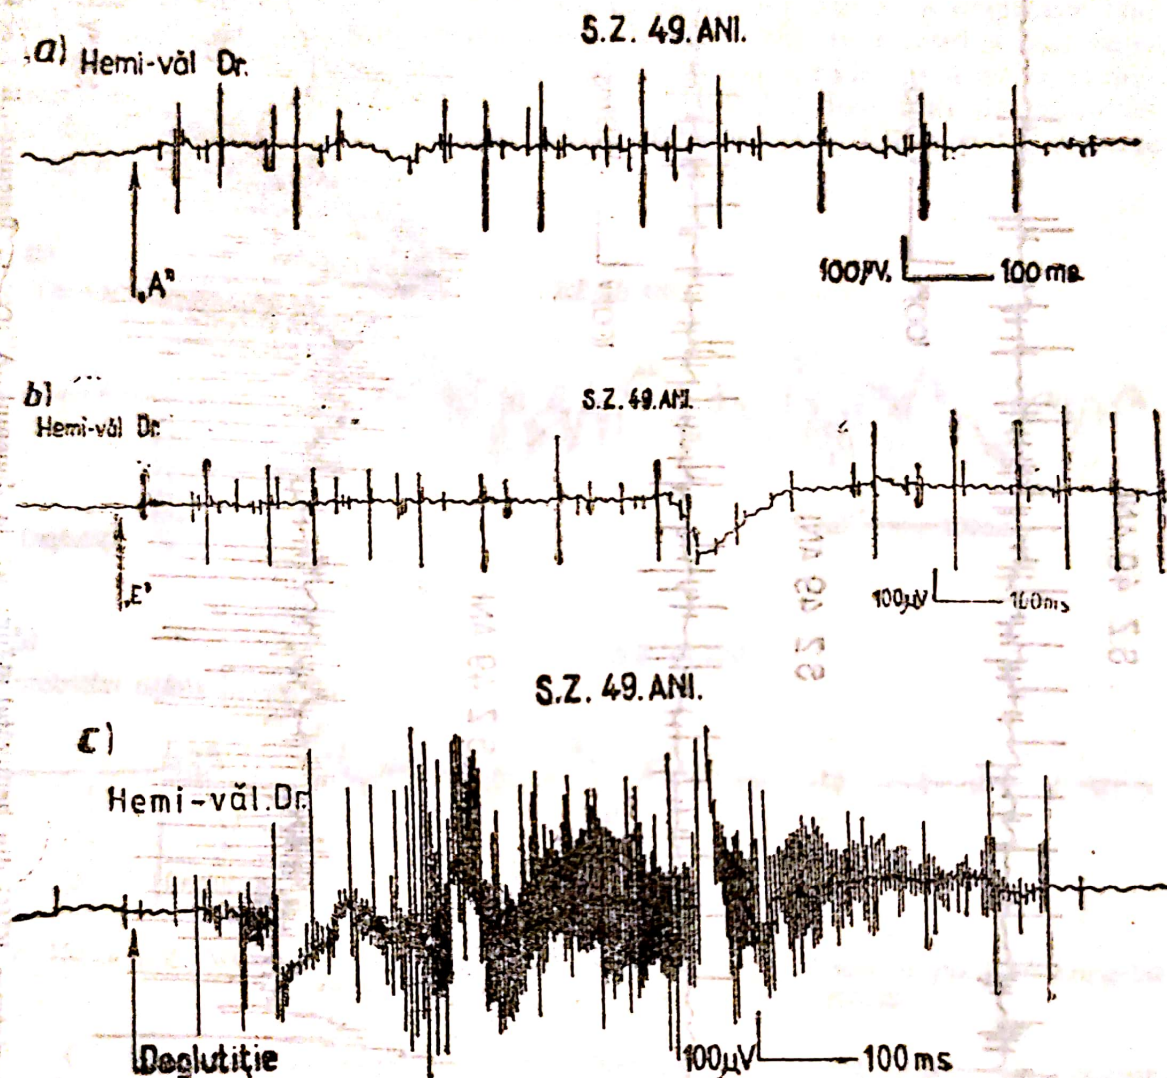 S.Z. 49. ANI.
a) Hemi-văl Dr.
„A”
100µV. 100 ms
b)
S.Z. 49. ANI.
Hemi-văl Dr.
„E”
100µV 100ms
S.Z. 49. ANI.
c)
Hemi-văl.Dr.
Deglutiție
100µV 100 ms